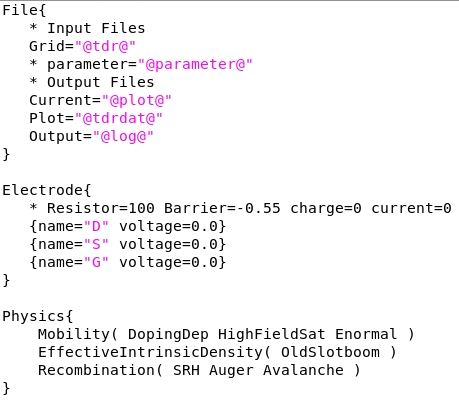 File{
* Input Files
Grid="@tdr@"
* parameter="@parameter@"
* Output Files
Current="@plot@"
Plot="@tdrdat@"
Output="@log@"
}
Electrode{
* Resistor=100 Barrier=-0.55 charge=0 current=0
{name="D" voltage=0.0}
{name="S" voltage=0.0}
{name="G" voltage=0.0}
}
Physics{
Mobility( DopingDep HighFieldSat Enormal )
EffectiveIntrinsicDensity( OldSlotboom )
Recombination( SRH Auger Avalanche )
}